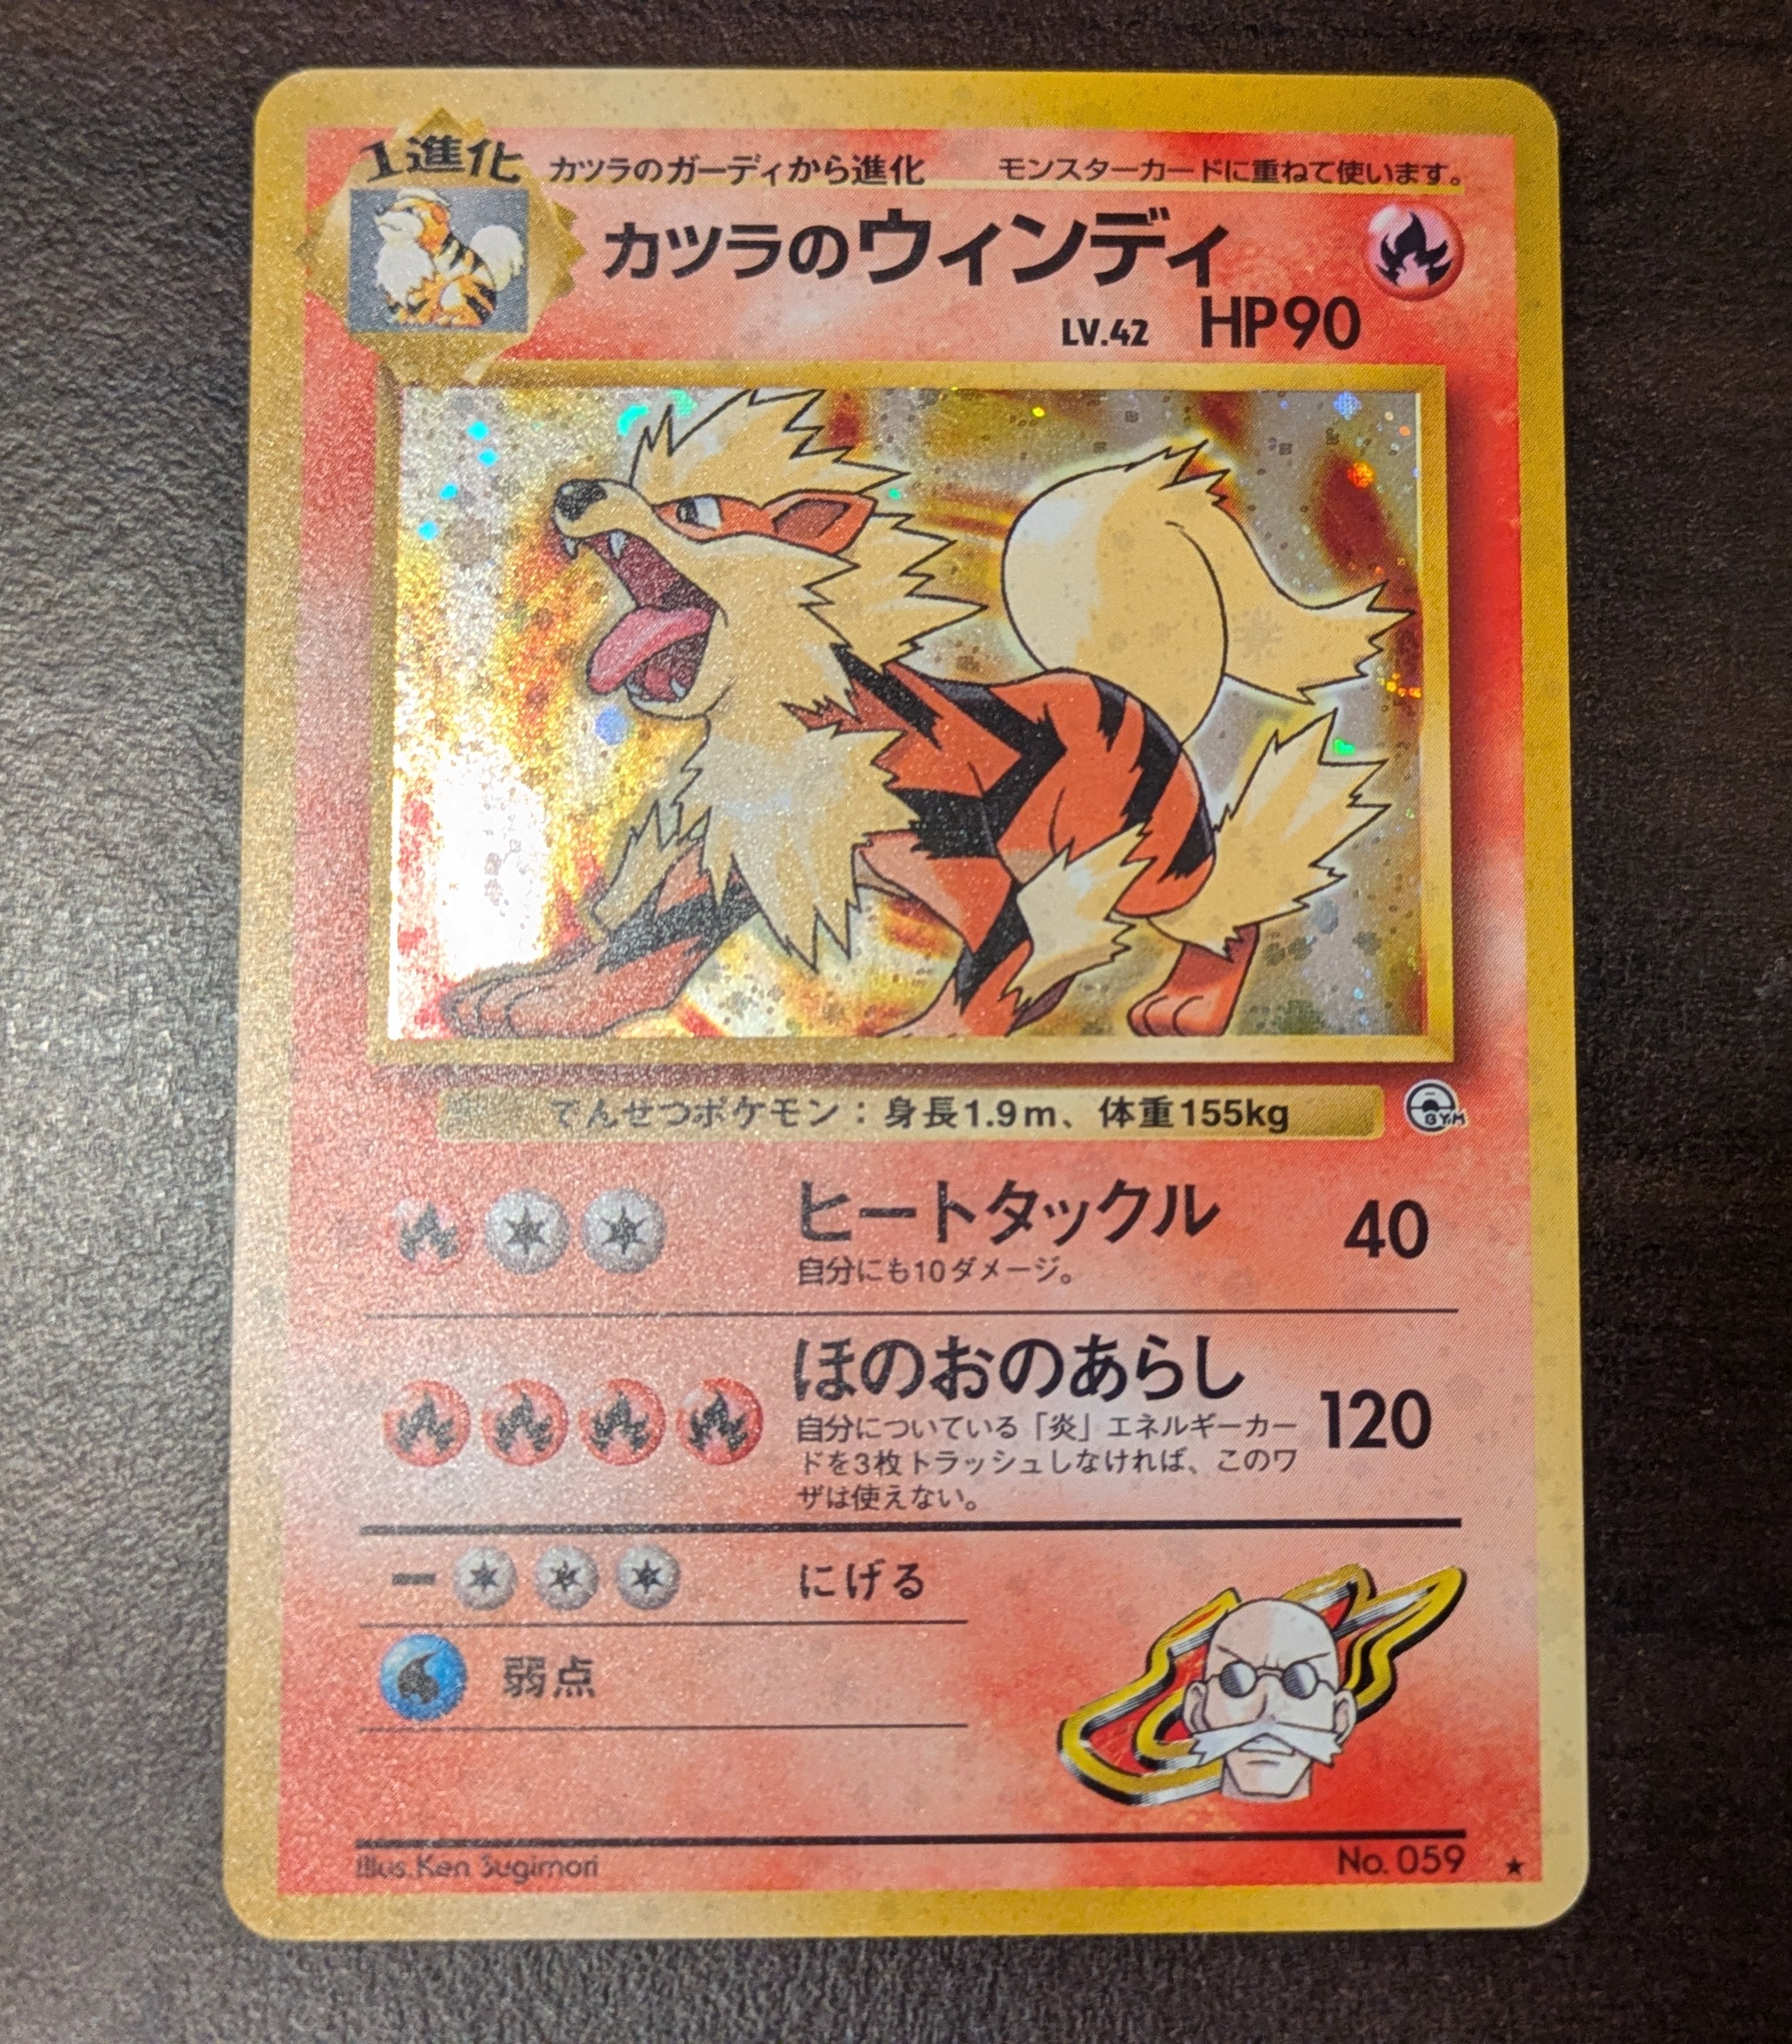 1進化
カツラのガーディから進化
モンスターカードに重ねて使います。
カツラのウィンディ
LV.42 HP90
てんせつポケモン：身長1.9m、体重155kg
GYM
ヒートタックル 40
自分にも10ダメージ。
ほのおのあらし 120
自分についている「炎」エネルギーカー
ドを3枚トラッシュしなければ、このワ
ザは使えない。
ー にげる
弱点
Illus. Ken Sugimori
No. 059 ★